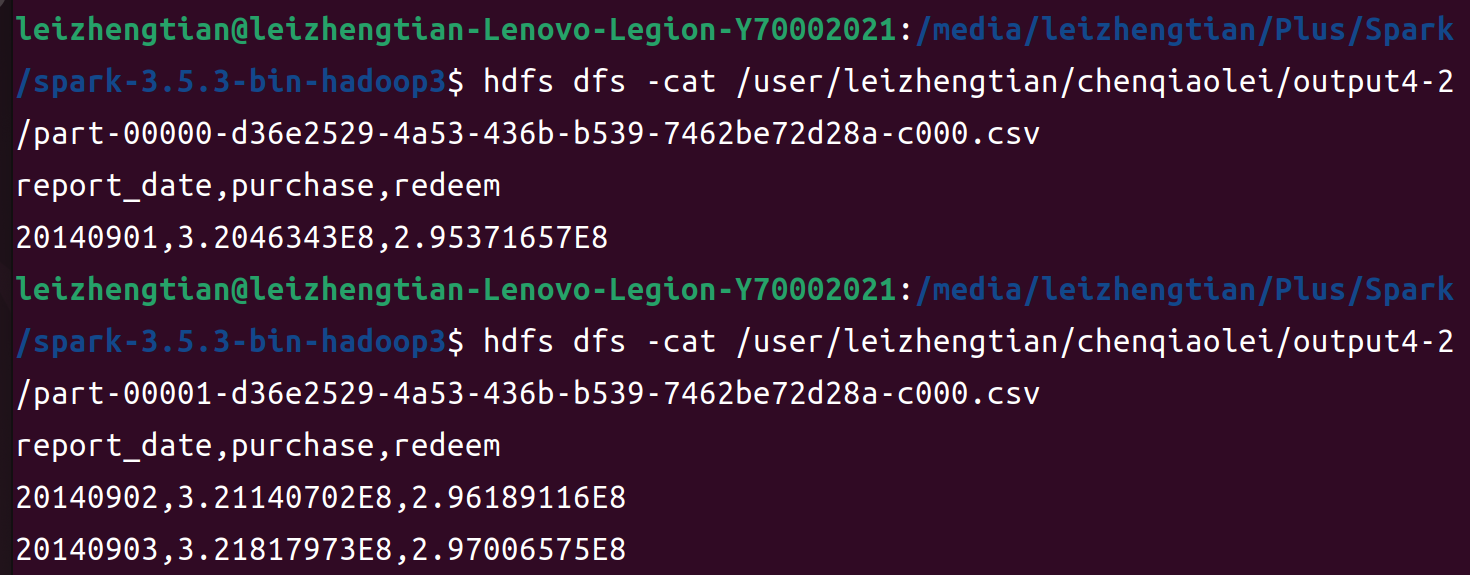 leizhengtian@leizhengtian-Lenovo-Legion-Y70002021:/media/leizhengtian/Plus/Spark
/spark-3.5.3-bin-hadoop3$ hdfs dfs -cat /user/leizhengtian/chenqiaolei/output4-2
/part-00000-d36e2529-4a53-436b-b539-7462be72d28a-c000.csv
report_date,purchase,redeem
20140901,3.2046343E8,2.95371657E8
leizhengtian@leizhengtian-Lenovo-Legion-Y70002021:/media/leizhengtian/Plus/Spark
/spark-3.5.3-bin-hadoop3$ hdfs dfs -cat /user/leizhengtian/chenqiaolei/output4-2
/part-00001-d36e2529-4a53-436b-b539-7462be72d28a-c000.csv
report_date,purchase,redeem
20140902,3.21140702E8,2.96189116E8
20140903,3.21817973E8,2.97006575E8